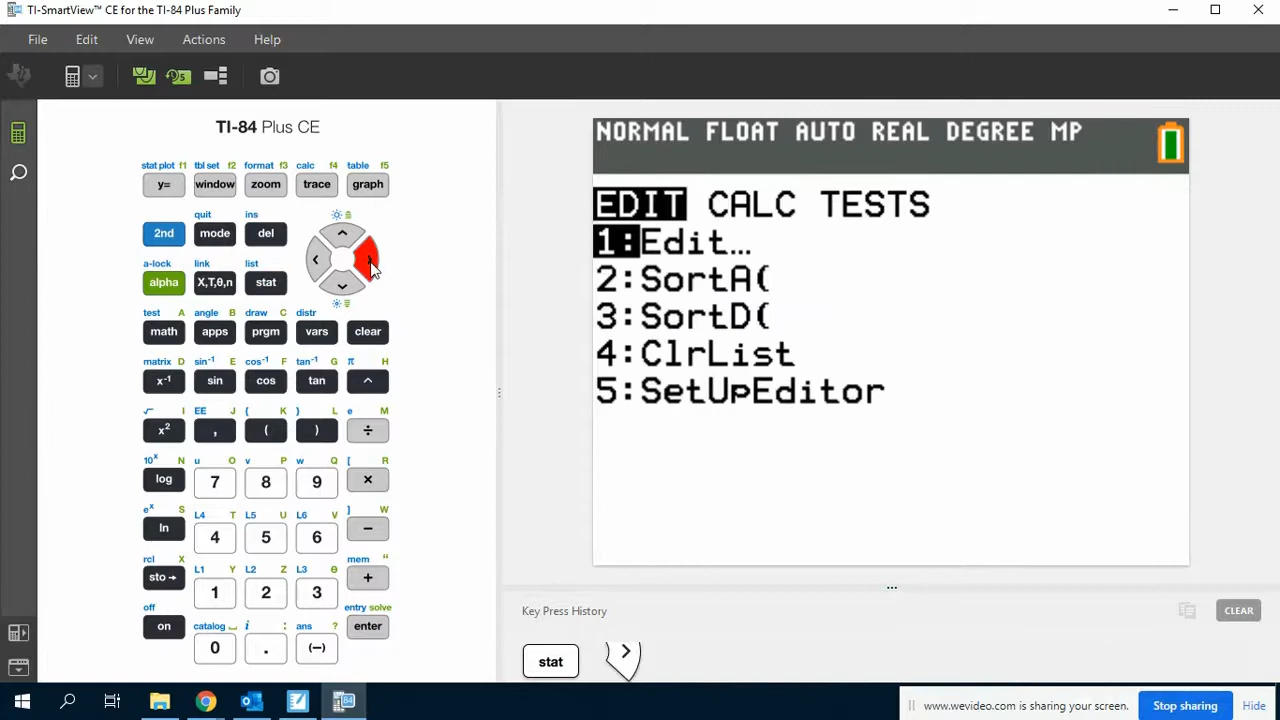 TI-SmartView™ CE for the TI-84 Plus Family
File Edit View Actions Help
TI-84 Plus CE
stat plot f1 tbl set f2 format f3 calc f4 table f5
y= window zoom trace graph
quit ins
2nd mode del
a-lock link list
alpha X,T,θ,n stat
test A angle B draw C distr
math apps prgm vars clear
matrix D sin⁻¹ E cos⁻¹ F tan⁻¹ G π H
x⁻¹ sin cos tan ^
√ I EE J { K } L e M
x² , ( ) ÷
10ˣ N u O v P w Q [ R
log 7 8 9 ×
eˣ S L4 T L5 U L6 V ] W
ln 4 5 6 −
rcl X L1 Y L2 Z L3 θ mem “
sto→ 1 2 3 +
off catalog ⎵ i : ans ? entry solve
on 0 . (−) enter
NORMAL FLOAT AUTO REAL DEGREE MP
EDIT CALC TESTS
1:Edit…
2:SortA(
3:SortD(
4:ClrList
5:SetUpEditor
Key Press History
CLEAR
stat >
www.wevideo.com is sharing your screen. Stop sharing Hide